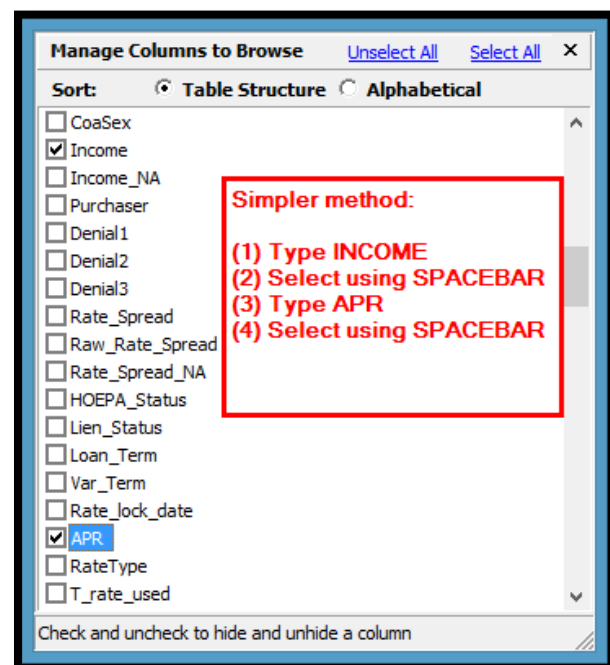 Manage Columns to Browse Unselect All Select All ×
Sort: Table Structure Alphabetical
CoaSex
Income
Income_NA
Purchaser
Denial1
Denial2
Denial3
Rate_Spread
Raw_Rate_Spread
Rate_Spread_NA
HOEPA_Status
Lien_Status
Loan_Term
Var_Term
Rate_lock_date
APR
RateType
T_rate_used
Simpler method:
(1) Type INCOME
(2) Select using SPACEBAR
(3) Type APR
(4) Select using SPACEBAR
Check and uncheck to hide and unhide a column